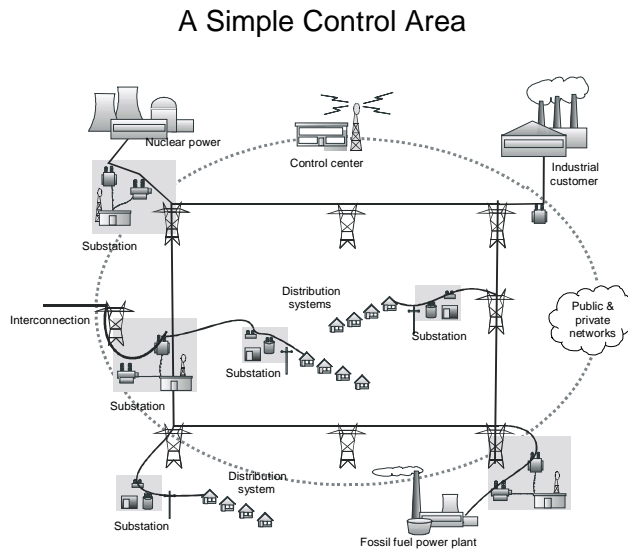 A Simple Control Area
Nuclear power
Control center
Industrial
customer
Substation
Distribution
systems
Interconnection
Substation
Public &
private
networks
Substation
Substation
Distribution
system
Substation
Fossil fuel power plant